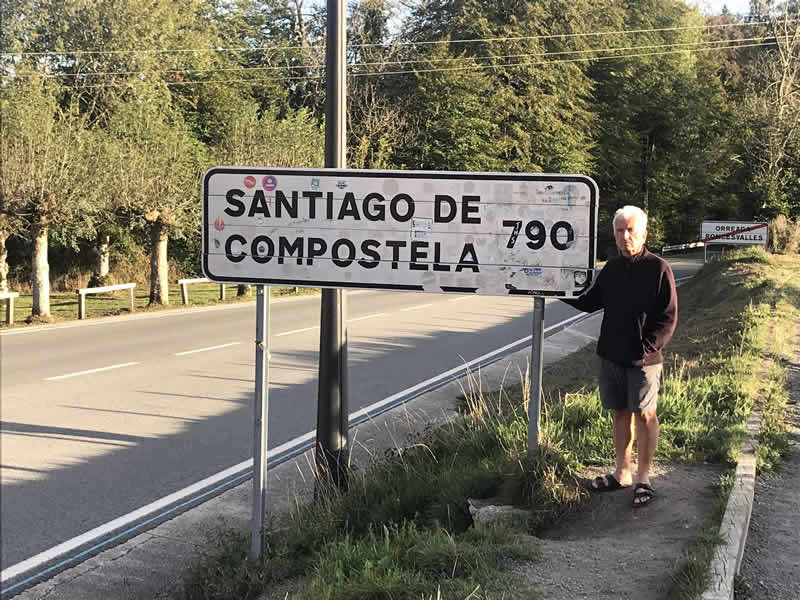 SANTIAGO DE
COMPOSTELA 790
ORREAGA
RONCESVALLES